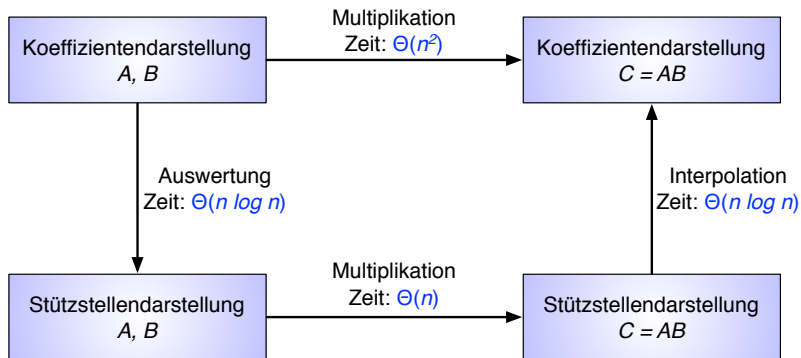 Koeffizientendarstellung
A, B
Multiplikation
Zeit: Θ(n²)
Koeffizientendarstellung
C = AB
Auswertung
Zeit: Θ(n log n)
Interpolation
Zeit: Θ(n log n)
Stützstellendarstellung
A, B
Multiplikation
Zeit: Θ(n)
Stützstellendarstellung
C = AB